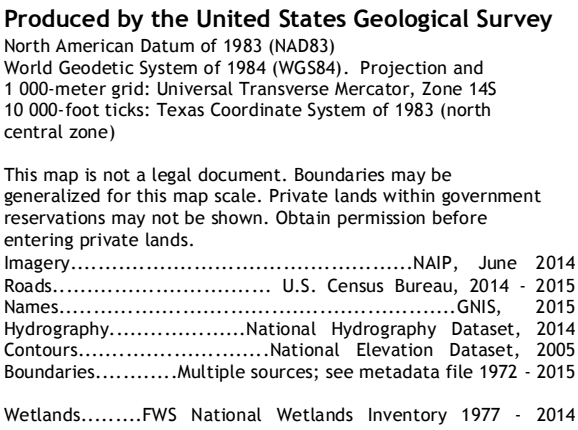 Produced by the United States Geological Survey
North American Datum of 1983 (NAD83)
World Geodetic System of 1984 (WGS84). Projection and
1 000-meter grid: Universal Transverse Mercator, Zone 14S
10 000-foot ticks: Texas Coordinate System of 1983 (north
central zone)
This map is not a legal document. Boundaries may be
generalized for this map scale. Private lands within government
reservations may not be shown. Obtain permission before
entering private lands.
Imagery..............................................NAIP, June 2014
Roads.............................. U.S. Census Bureau, 2014 - 2015
Names.....................................................GNIS, 2015
Hydrography...................National Hydrography Dataset, 2014
Contours..........................National Elevation Dataset, 2005
Boundaries...........Multiple sources; see metadata file 1972 - 2015
Wetlands.........FWS National Wetlands Inventory 1977 - 2014